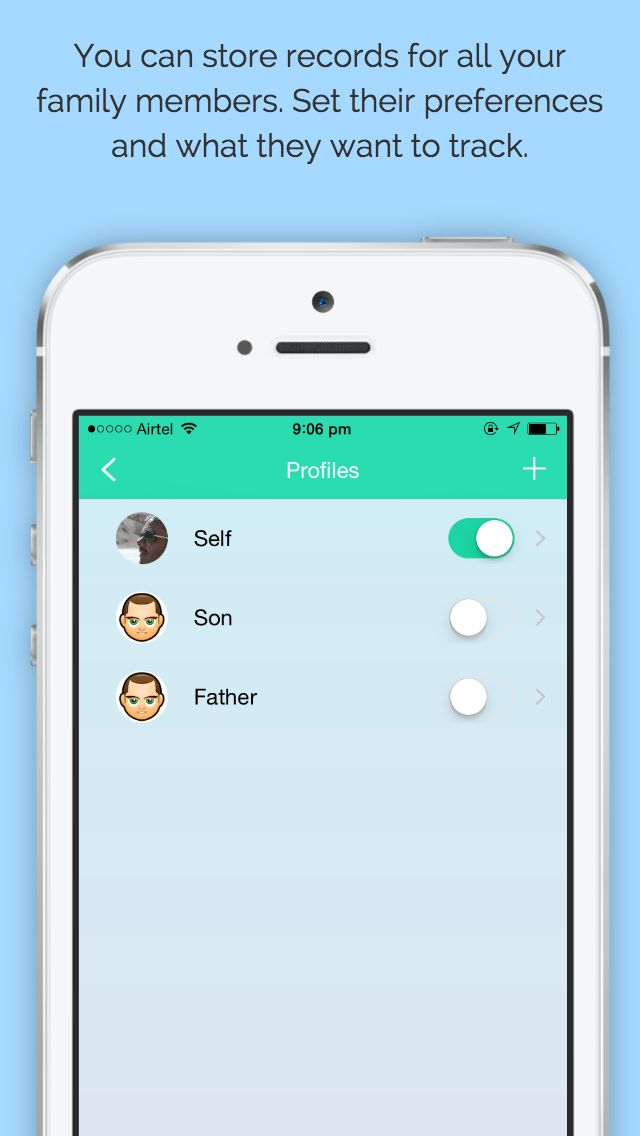 You can store records for all your
family members. Set their preferences
and what they want to track.
Airtel 9:06 pm
Profiles
Self
Son
Father